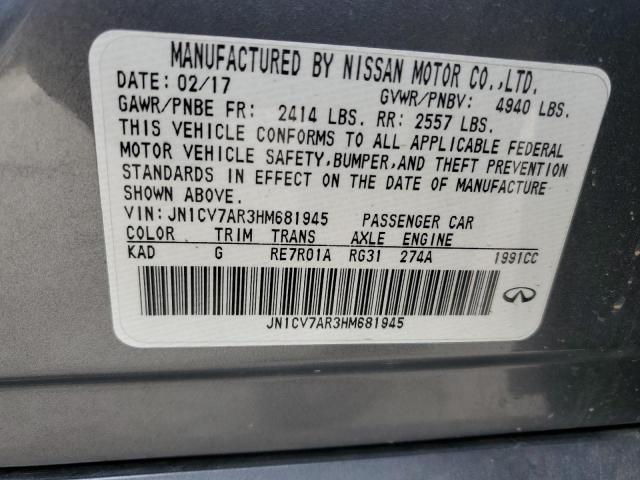 MANUFACTURED BY NISSAN MOTOR CO.,LTD.
DATE: 02/17 GVWR/PNBV: 4940 LBS.
GAWR/PNBE FR: 2414 LBS. RR: 2557 LBS.
THIS VEHICLE CONFORMS TO ALL APPLICABLE FEDERAL
MOTOR VEHICLE SAFETY,BUMPER,AND THEFT PREVENTION
STANDARDS IN EFFECT ON THE DATE OF MANUFACTURE
SHOWN ABOVE.
VIN: JN1CV7AR3HM681945 PASSENGER CAR
COLOR TRIM TRANS AXLE ENGINE
KAD G RE7R01A RG31 274A 1991CC
JN1CV7AR3HM681945